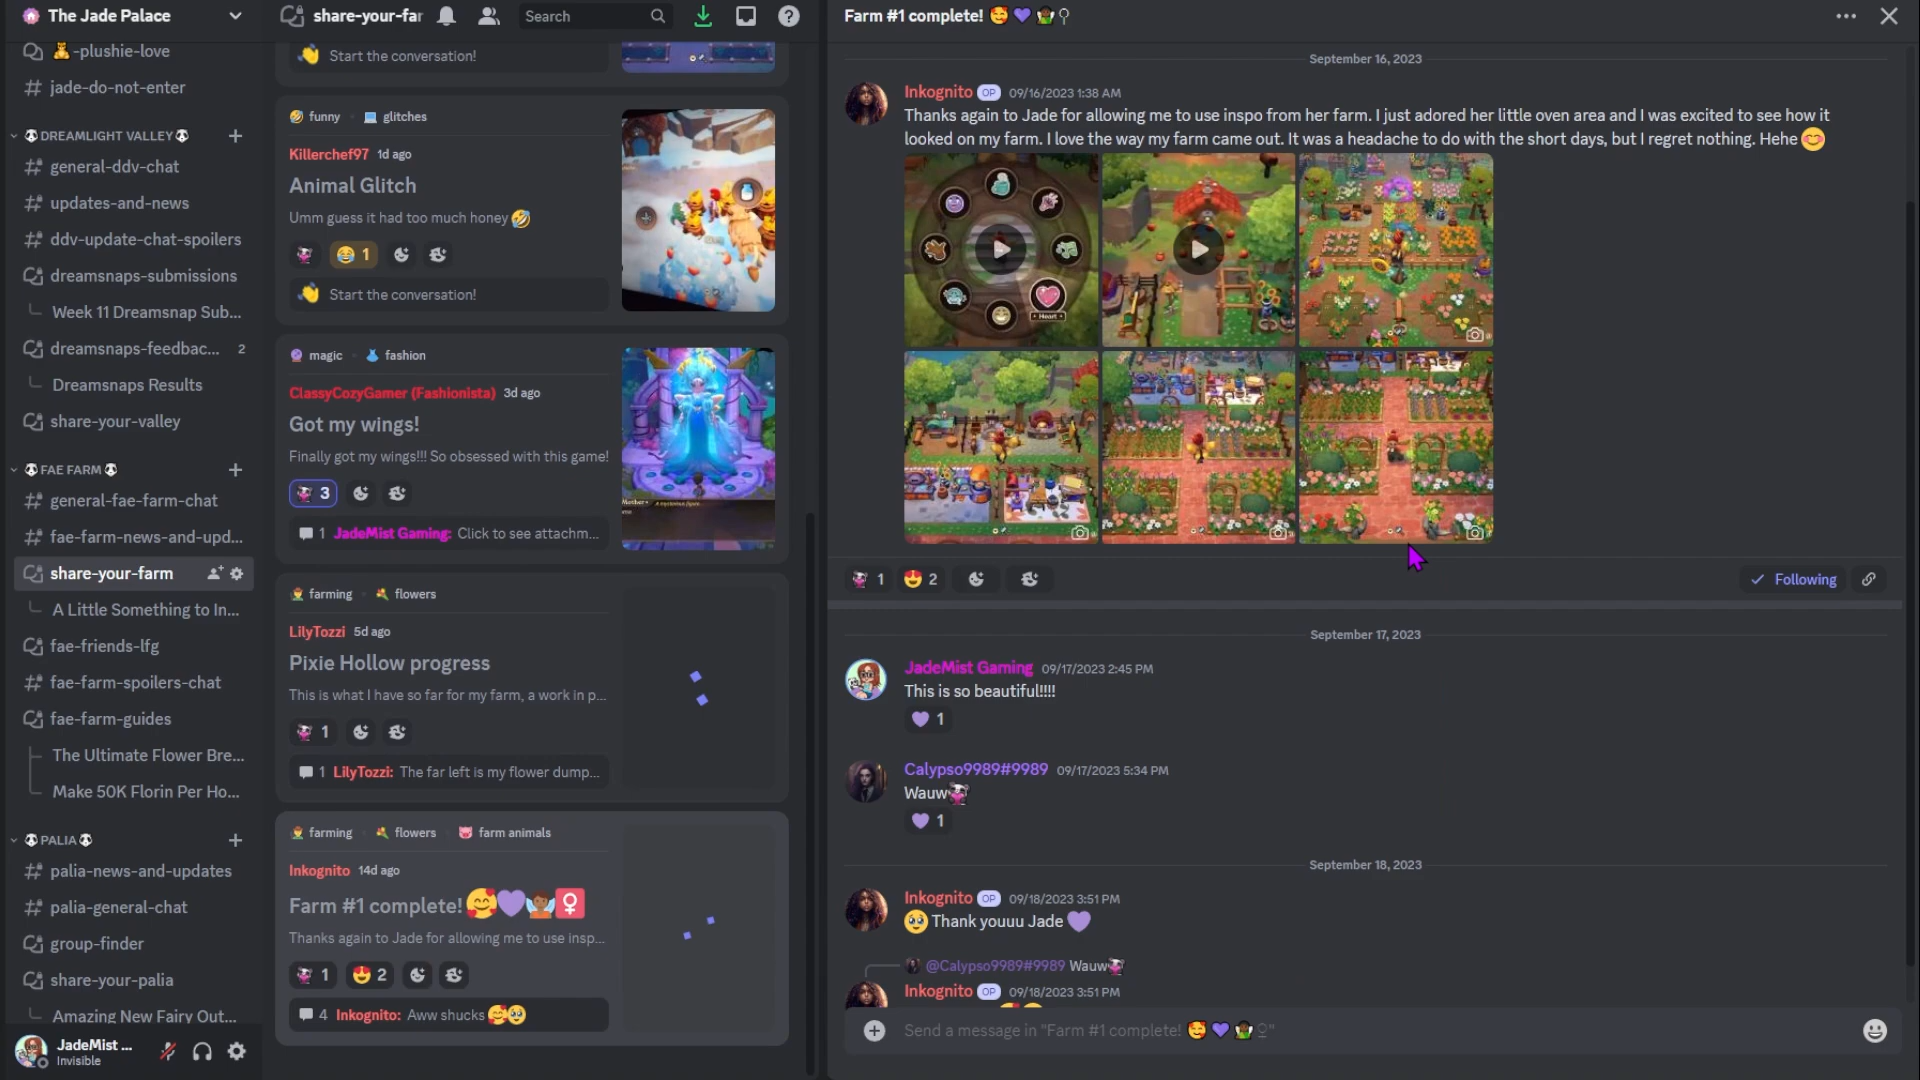 The Jade Palace
-plushie-love
jade-do-not-enter
DREAMLIGHT VALLEY
general-ddv-chat
updates-and-news
ddv-update-chat-spoilers
dreamsnaps-submissions
Week 11 Dreamsnap Sub...
dreamsnaps-feedbac... 2
Dreamsnaps Results
share-your-valley
FAE FARM
general-fae-farm-chat
fae-farm-news-and-upd...
share-your-farm
A Little Something to In...
fae-friends-lfg
fae-farm-spoilers-chat
fae-farm-guides
The Ultimate Flower Bre...
Make 50K Florin Per Ho...
PALIA
palia-news-and-updates
palia-general-chat
group-finder
share-your-palia
Amazing New Fairy Out...
JadeMist ...
Invisible
share-your-far
Search
👋 Start the conversation!
🤣 funny 💻 glitches
Killerchef97 1d ago
Animal Glitch
Umm guess it had too much honey 🤣
😂 1
👋 Start the conversation!
🔮 magic 👗 fashion
ClassyCozyGamer (Fashionista) 3d ago
Got my wings!
Finally got my wings!!! So obsessed with this game!
3
1 JadeMist Gaming: Click to see attachm...
farming flowers
LilyTozzi 5d ago
Pixie Hollow progress
This is what I have so far for my farm, a work in p...
1
1 LilyTozzi: The far left is my flower dump...
farming flowers farm animals
Inkognito 14d ago
Farm #1 complete! 🥰💜🧚🏾♀
Thanks again to Jade for allowing me to use insp...
1 😍 2
4 Inkognito: Aww shucks 🥰🥹
Farm #1 complete! 🥰 💜 🧚🏾 ♀
September 16, 2023
Inkognito OP 09/16/2023 1:38 AM
Thanks again to Jade for allowing me to use inspo from her farm. I just adored her little oven area and I was excited to see how it
looked on my farm. I love the way my farm came out. It was a headache to do with the short days, but I regret nothing. Hehe 😊
Heart
1 😍 2
Following
September 17, 2023
JadeMist Gaming 09/17/2023 2:45 PM
This is so beautiful!!!!
💜 1
Calypso9989#9989 09/17/2023 5:34 PM
Wauw
💜 1
September 18, 2023
Inkognito OP 09/18/2023 3:51 PM
🥹 Thank youuu Jade 💜
@Calypso9989#9989 Wauw
Inkognito OP 09/18/2023 3:51 PM
Send a message in "Farm #1 complete! 🥰 💜 🧚🏾 ♀"